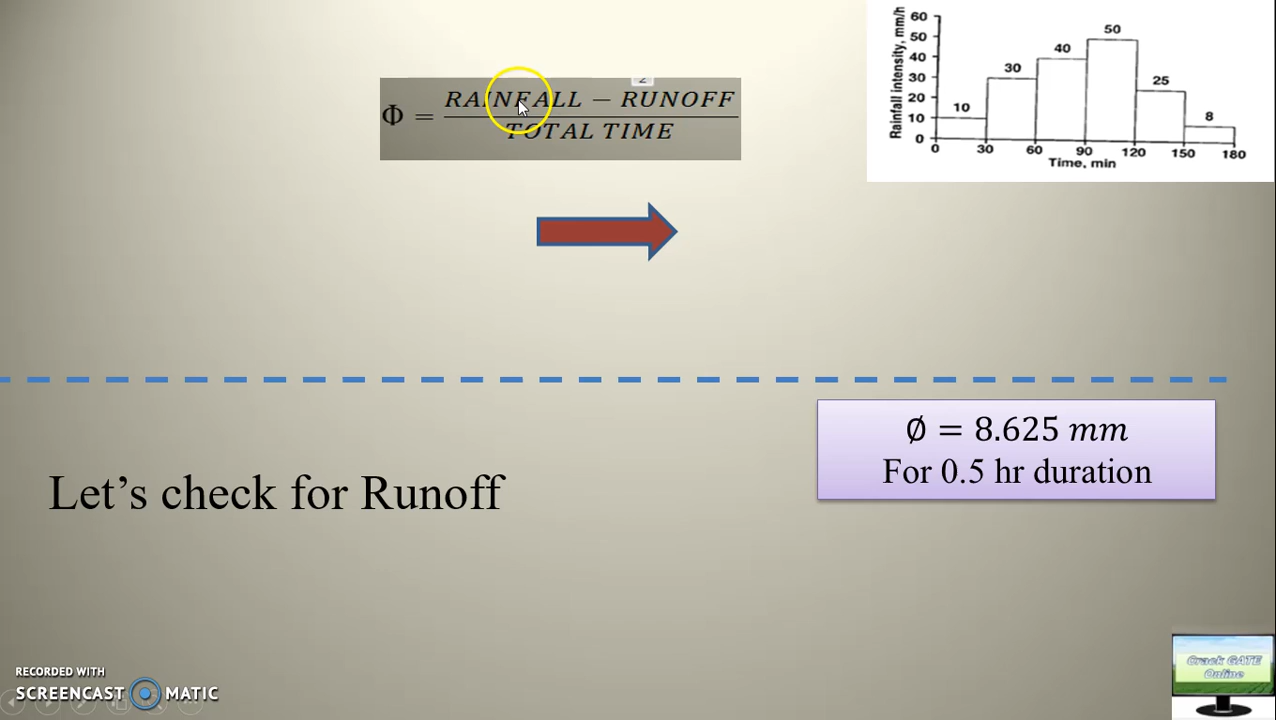 Φ = RAINFALL − RUNOFF
TOTAL TIME
2
Rainfall intensity, mm/h
60
50
40
30
20
10
0
10
30
40
50
25
8
0 30 60 90 120 150 180
Time, min
∅ = 8.625 mm
For 0.5 hr duration
Let’s check for Runoff
RECORDED WITH
SCREENCAST MATIC
Crack GATE
Online